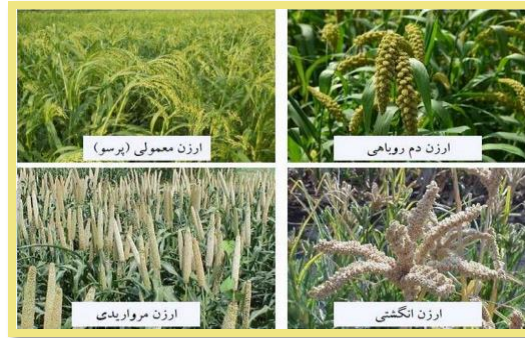 ارزن دم روباهی
ارزن معمولی (پرسو)
ارزن انگشتی
ارزن مرواریدی